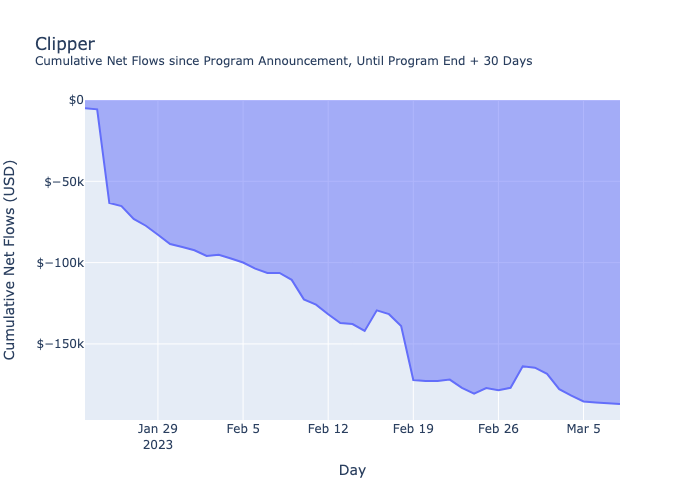 Clipper
Cumulative Net Flows since Program Announcement, Until Program End + 30 Days
Cumulative Net Flows (USD)
$0
$−50k
$−100k
$−150k
Jan 29
2023
Feb 5
Feb 12
Feb 19
Feb 26
Mar 5
Day